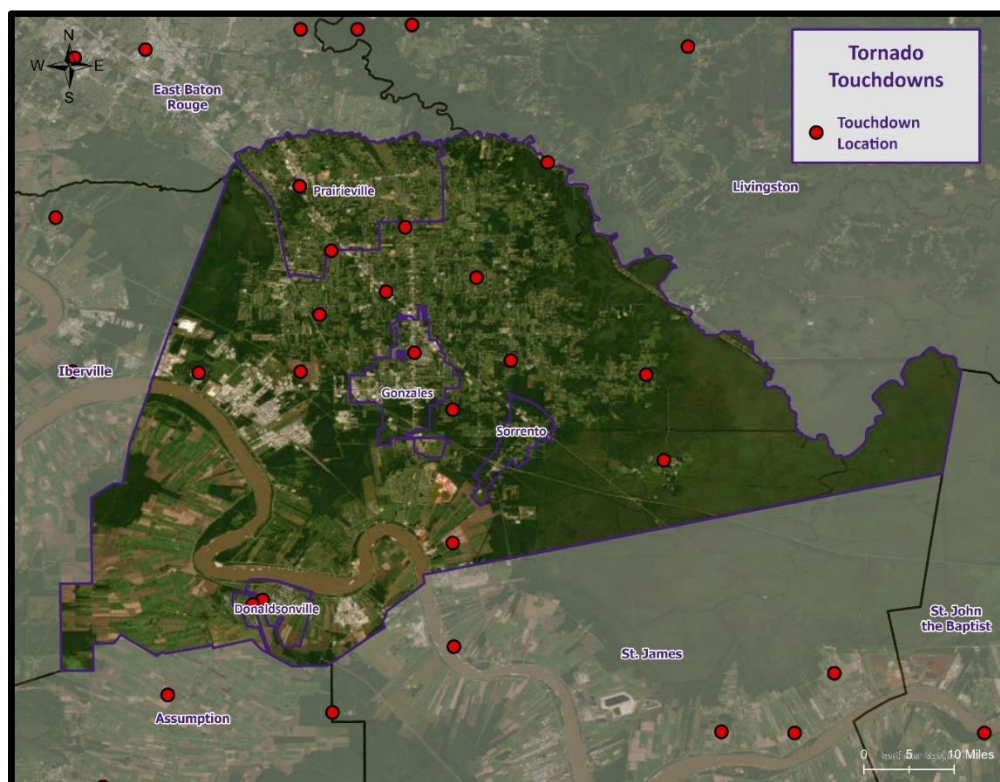 N
W E
S
Tornado
Touchdowns
Touchdown
Location
East Baton
Rouge
Livingston
Prairieville
Iberville
Gonzales
Sorrento
Donaldsonville
St. John
the Baptist
St. James
Assumption
0 5 10 Miles